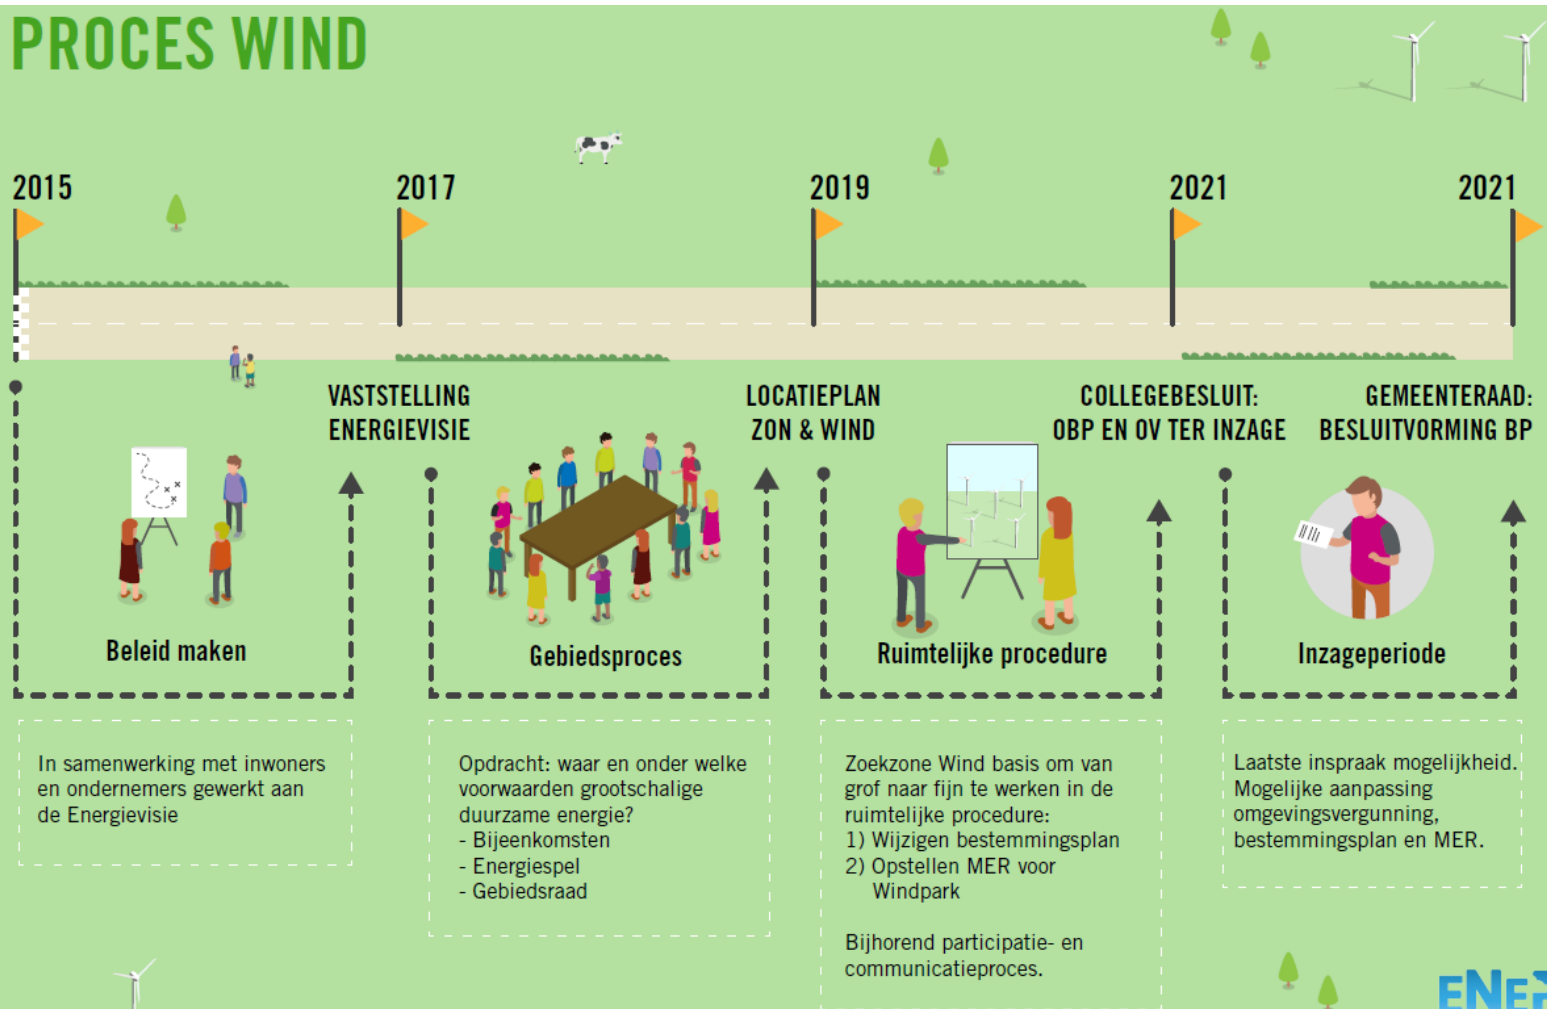 PROCES WIND
2015
2017
2019
2021
2021
VASTSTELLING
ENERGIEVISIE
LOCATIEPLAN
ZON & WIND
COLLEGEBESLUIT:
OBP EN OV TER INZAGE
GEMEENTERAAD:
BESLUITVORMING BP
Beleid maken
Gebiedsproces
Ruimtelijke procedure
Inzageperiode
In samenwerking met inwoners
en ondernemers gewerkt aan
de Energievisie
Opdracht: waar en onder welke
voorwaarden grootschalige
duurzame energie?
- Bijeenkomsten
- Energiespel
- Gebiedsraad
Zoekzone Wind basis om van
grof naar fijn te werken in de
ruimtelijke procedure:
1) Wijzigen bestemmingsplan
2) Opstellen MER voor
Windpark
Bijhorend participatie- en
communicatieproces.
Laatste inspraak mogelijkheid.
Mogelijke aanpassing
omgevingsvergunning,
bestemmingsplan en MER.